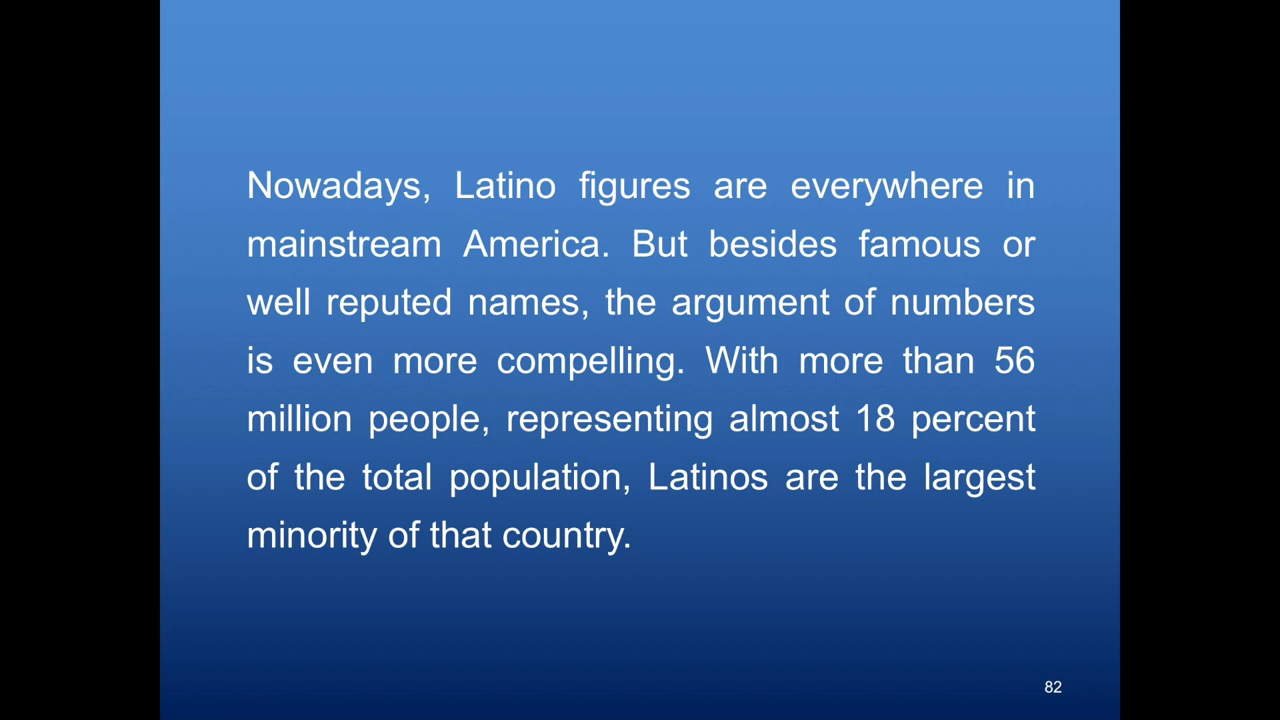 Nowadays, Latino figures are everywhere in
mainstream America. But besides famous or
well reputed names, the argument of numbers
is even more compelling. With more than 56
million people, representing almost 18 percent
of the total population, Latinos are the largest
minority of that country.
82